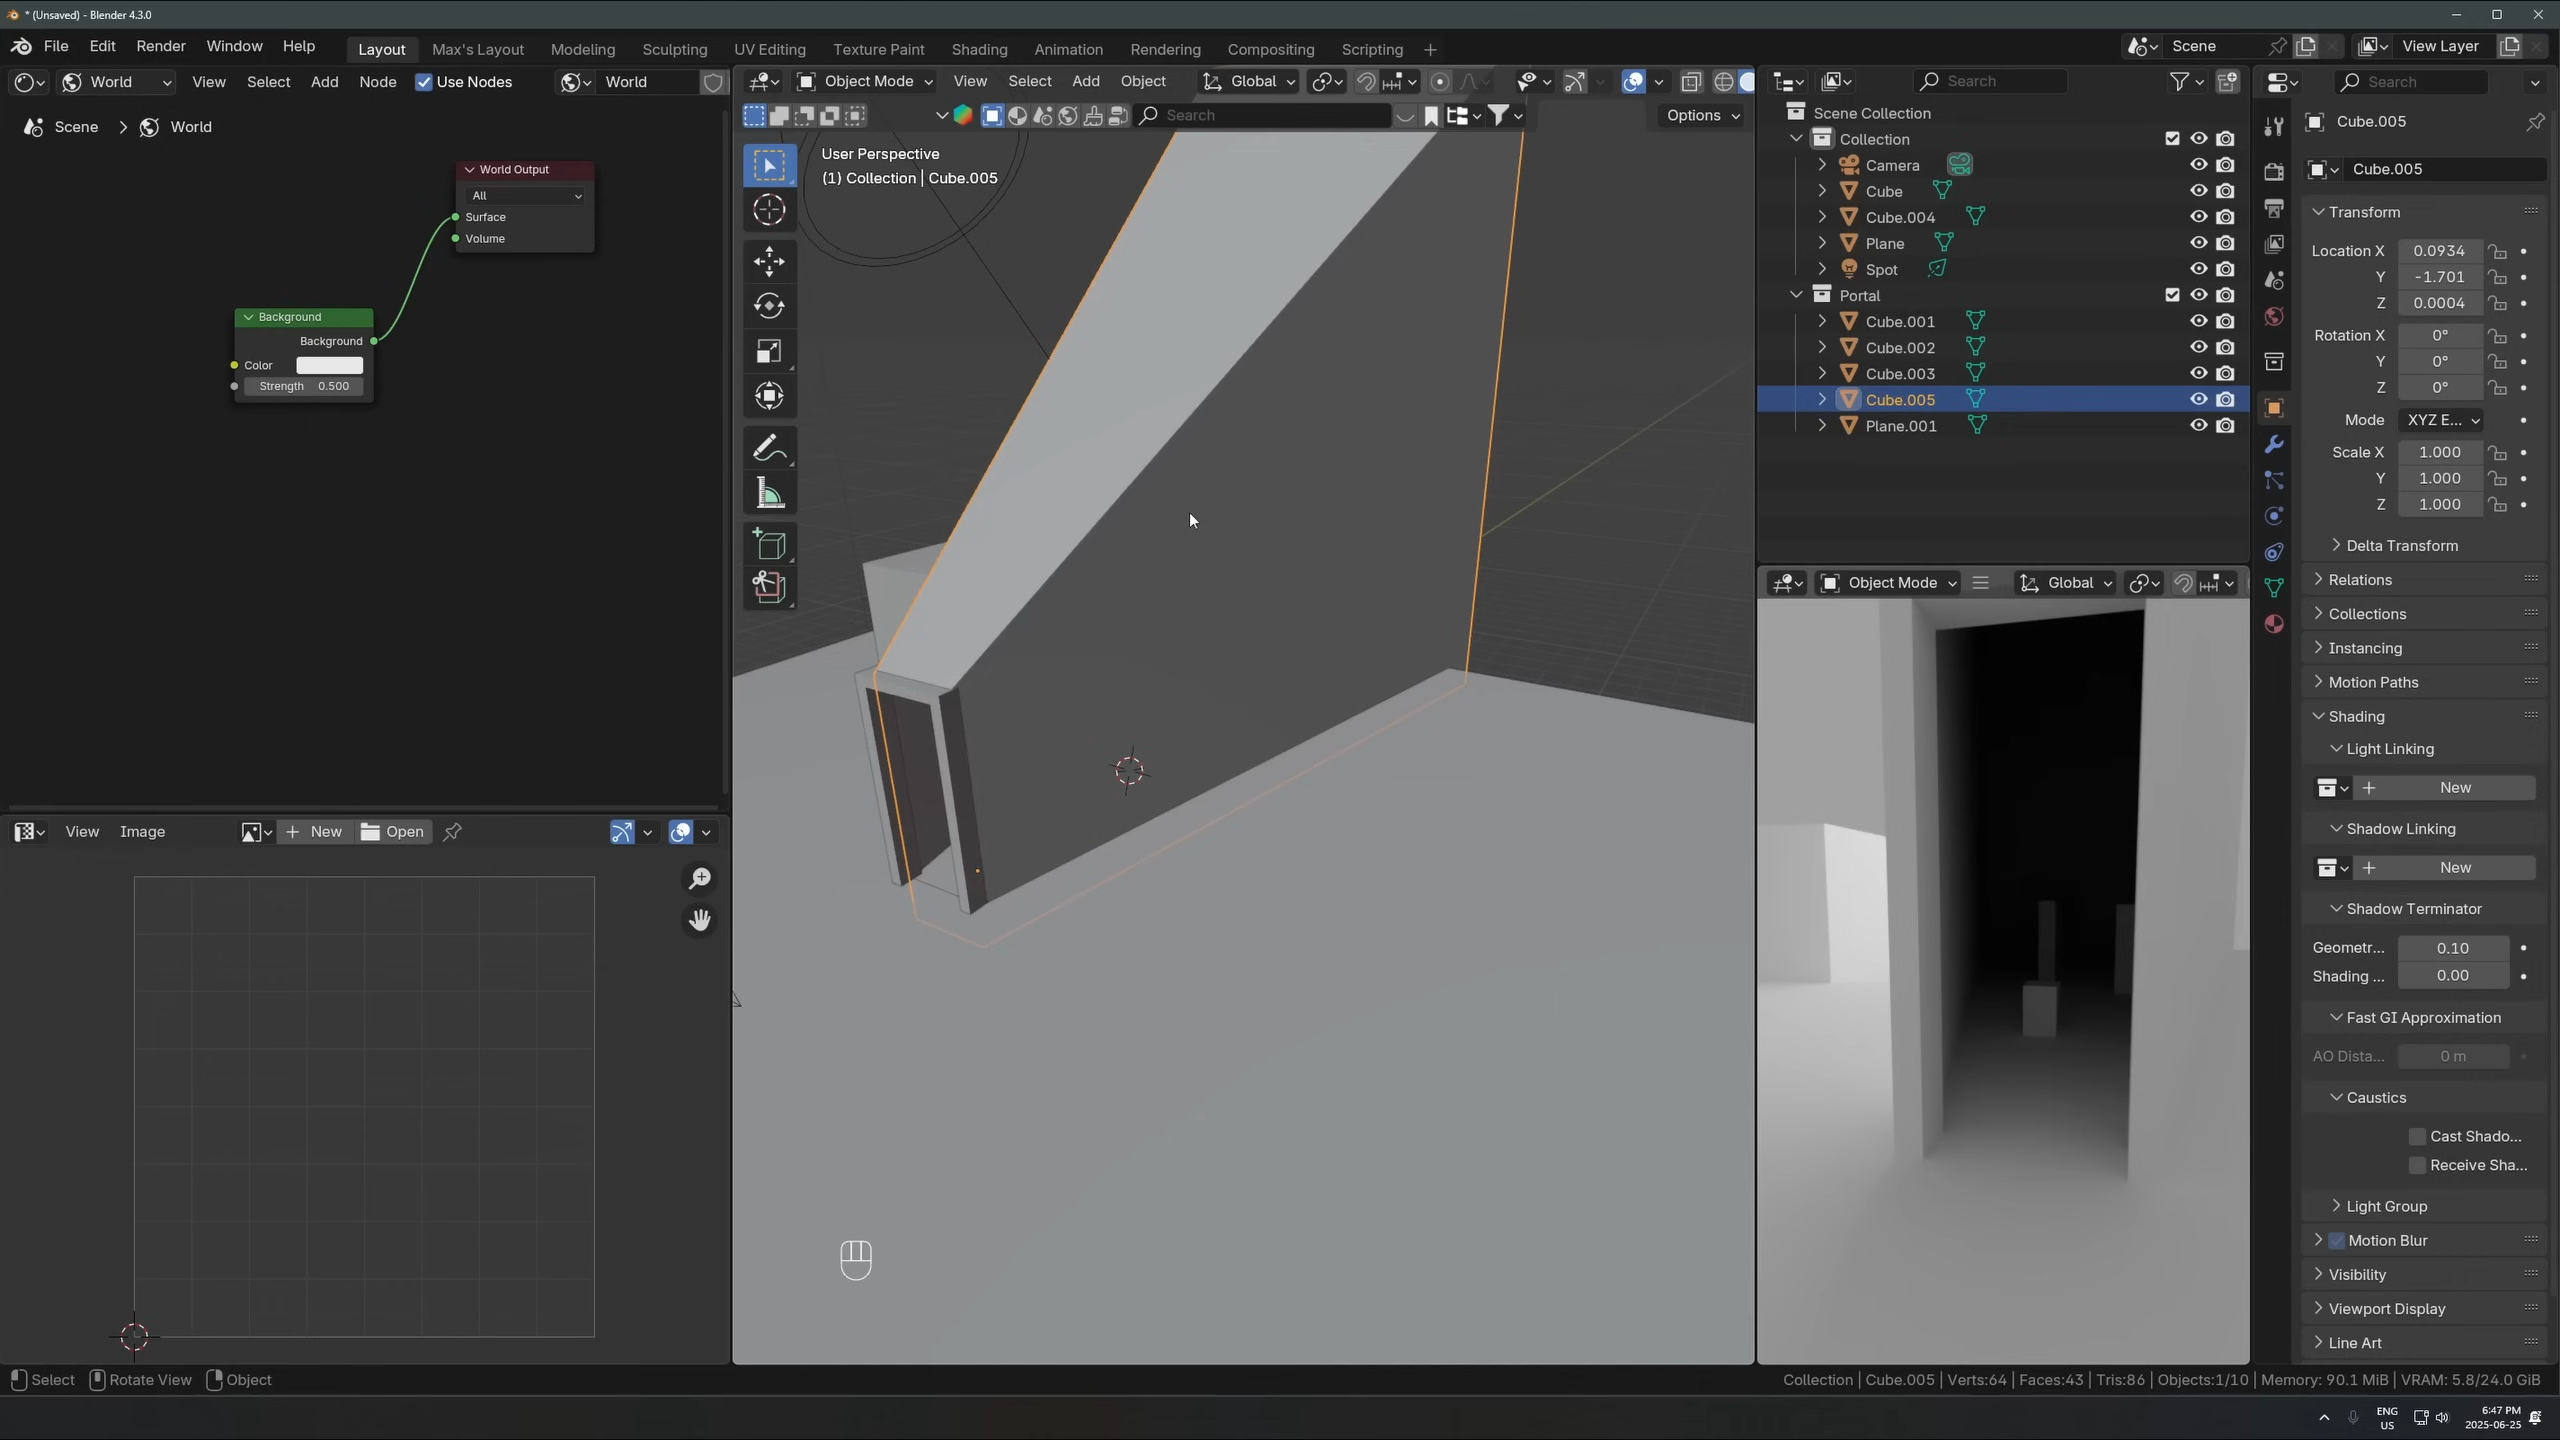 * (Unsaved) - Blender 4.3.0
File Edit Render Window Help
Layout Max's Layout Modeling Sculpting UV Editing Texture Paint Shading Animation Rendering Compositing Scripting +
Scene
View Layer
World View Select Add Node Use Nodes World
Scene > World
World Output
All
Surface
Volume
Background
Background
Color
Strength 0.500
View Image New Open
Object Mode View Select Add Object Global
Search
Options
User Perspective
(1) Collection | Cube.005
Search
Scene Collection
Collection
Camera
Cube
Cube.004
Plane
Spot
Portal
Cube.001
Cube.002
Cube.003
Cube.005
Plane.001
Object Mode Global
Search
Cube.005
Cube.005
Transform
Location X 0.0934
Y -1.701
Z 0.0004
Rotation X 0°
Y 0°
Z 0°
Mode XYZ E...
Scale X 1.000
Y 1.000
Z 1.000
Delta Transform
Relations
Collections
Instancing
Motion Paths
Shading
Light Linking
New
Shadow Linking
New
Shadow Terminator
Geometr... 0.10
Shading ... 0.00
Fast GI Approximation
AO Dista... 0 m
Caustics
Cast Shado...
Receive Sha...
Light Group
Motion Blur
Visibility
Viewport Display
Line Art
Select Rotate View Object
Collection | Cube.005 | Verts:64 | Faces:43 | Tris:86 | Objects:1/10 | Memory: 90.1 MiB | VRAM: 5.8/24.0 GiB
ENG
US
6:47 PM
2025-06-25